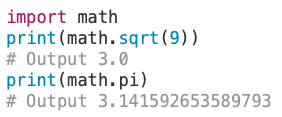 import math
print(math.sqrt(9))
# Output 3.0
print(math.pi)
# Output 3.141592653589793